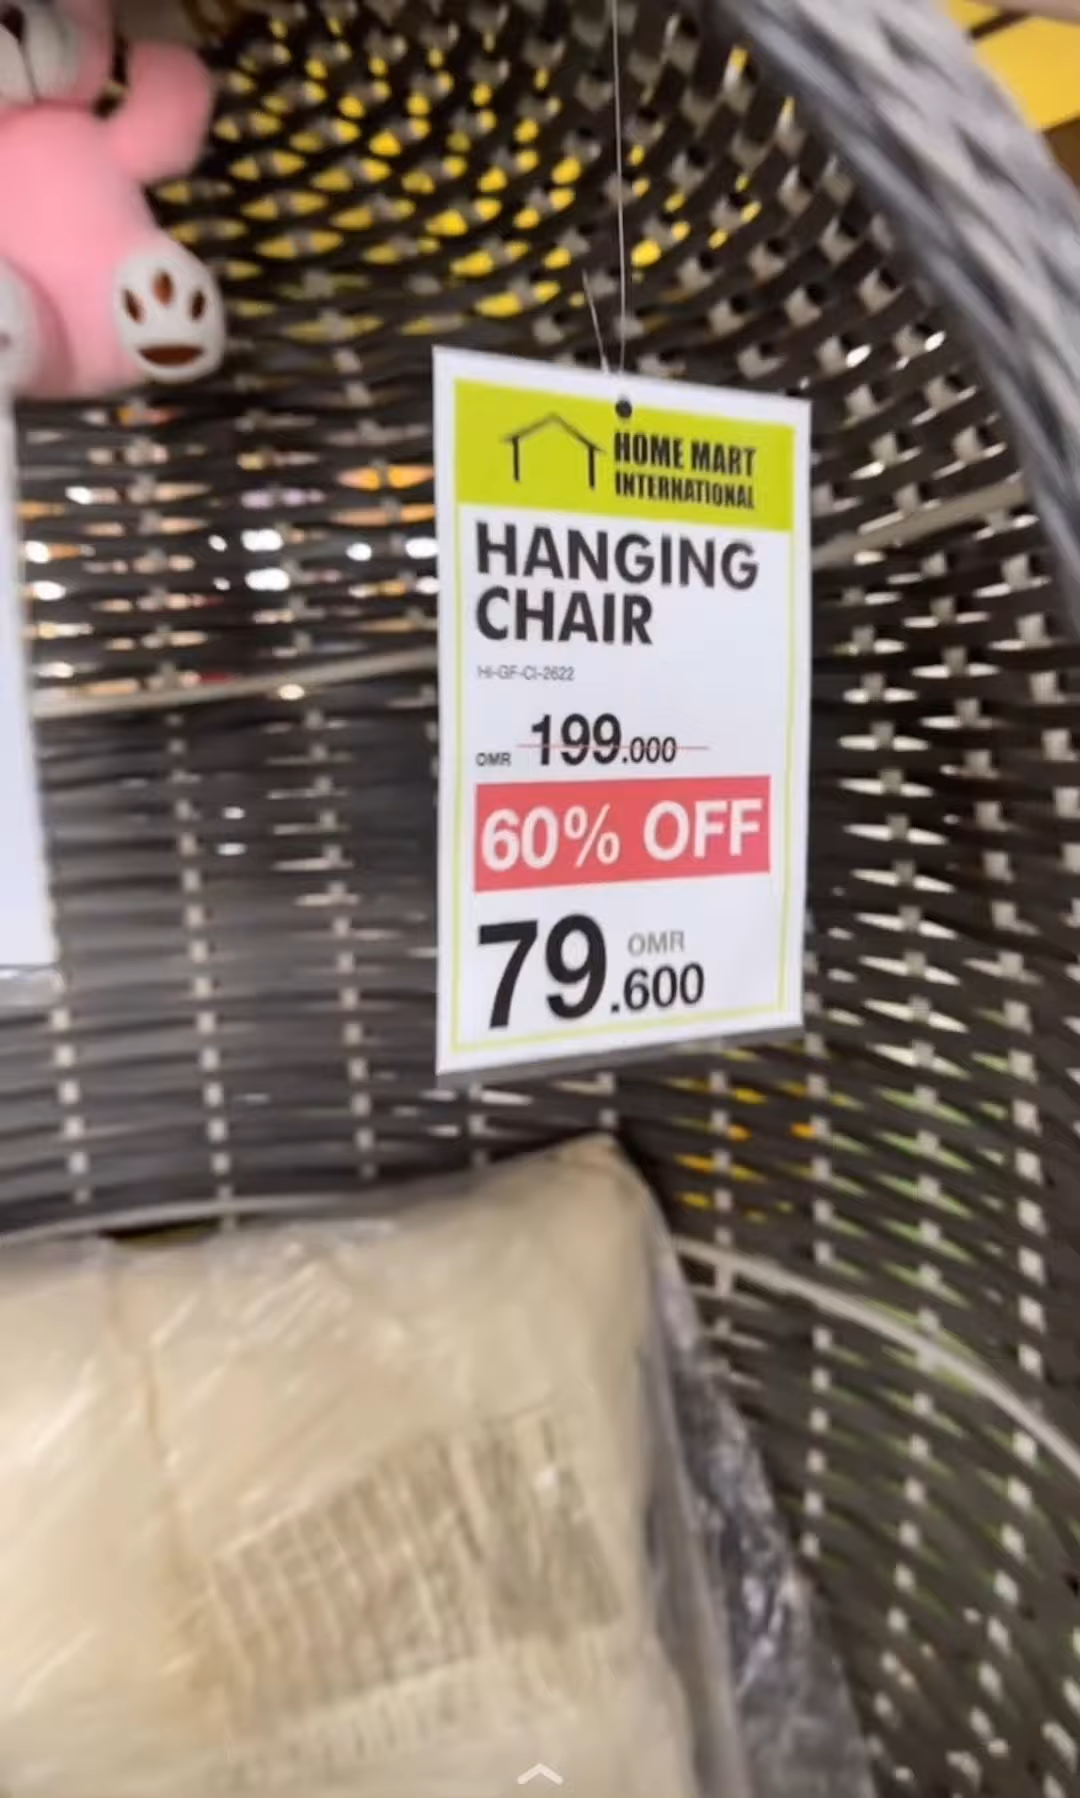 HOME MART
INTERNATIONAL
HANGING
CHAIR
HI-GF-CI-2622
OMR 199.000
60% OFF
79.600 OMR